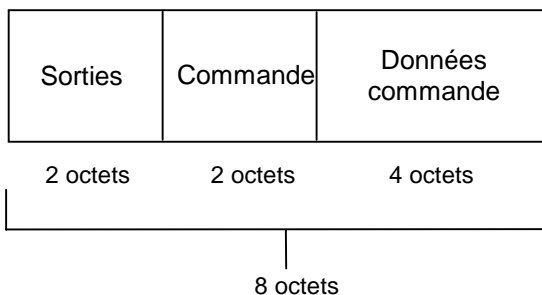 Sorties
Commande
Données
commande
2 octets
2 octets
4 octets
8 octets